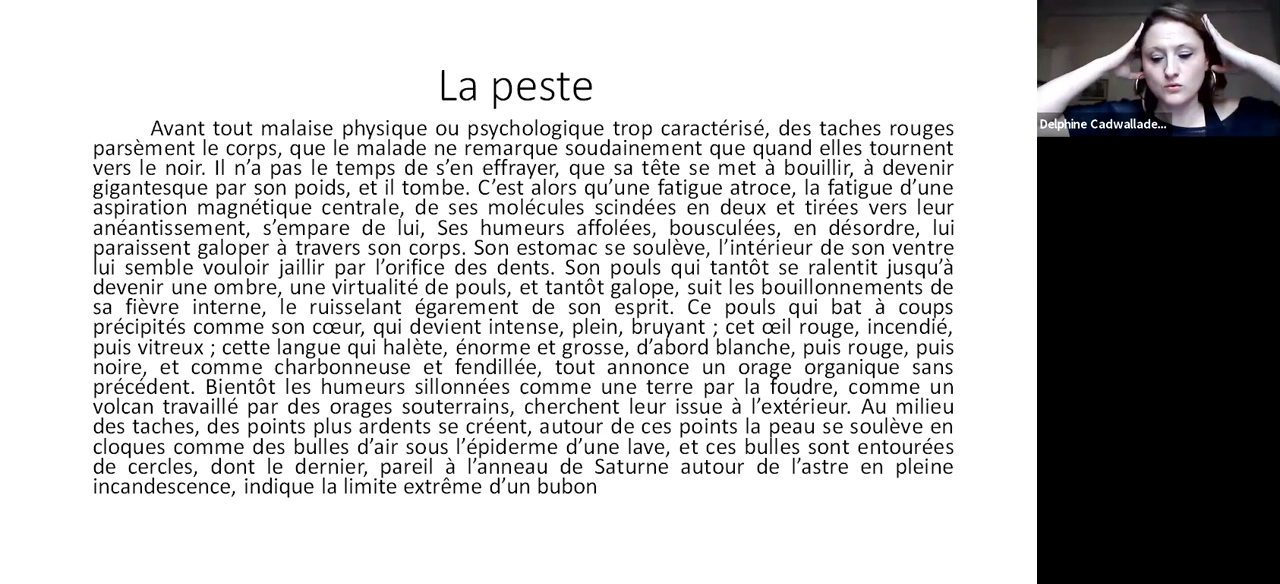 La peste
Avant tout malaise physique ou psychologique trop caractérisé, des taches rouges
parsèment le corps, que le malade ne remarque soudainement que quand elles tournent
vers le noir. Il n’a pas le temps de s’en effrayer, que sa tête se met à bouillir, à devenir
gigantesque par son poids, et il tombe. C’est alors qu’une fatigue atroce, la fatigue d’une
aspiration magnétique centrale, de ses molécules scindées en deux et tirées vers leur
anéantissement, s’empare de lui, Ses humeurs affolées, bousculées, en désordre, lui
paraissent galoper à travers son corps. Son estomac se soulève, l’intérieur de son ventre
lui semble vouloir jaillir par l’orifice des dents. Son pouls qui tantôt se ralentit jusqu’à
devenir une ombre, une virtualité de pouls, et tantôt galope, suit les bouillonnements de
sa fièvre interne, le ruisselant égarement de son esprit. Ce pouls qui bat à coups
précipités comme son cœur, qui devient intense, plein, bruyant ; cet œil rouge, incendié,
puis vitreux ; cette langue qui halète, énorme et grosse, d’abord blanche, puis rouge, puis
noire, et comme charbonneuse et fendillée, tout annonce un orage organique sans
précédent. Bientôt les humeurs sillonnées comme une terre par la foudre, comme un
volcan travaillé par des orages souterrains, cherchent leur issue à l’extérieur. Au milieu
des taches, des points plus ardents se créent, autour de ces points la peau se soulève en
cloques comme des bulles d’air sous l’épiderme d’une lave, et ces bulles sont entourées
de cercles, dont le dernier, pareil à l’anneau de Saturne autour de l’astre en pleine
incandescence, indique la limite extrême d’un bubon
Delphine Cadwallade...